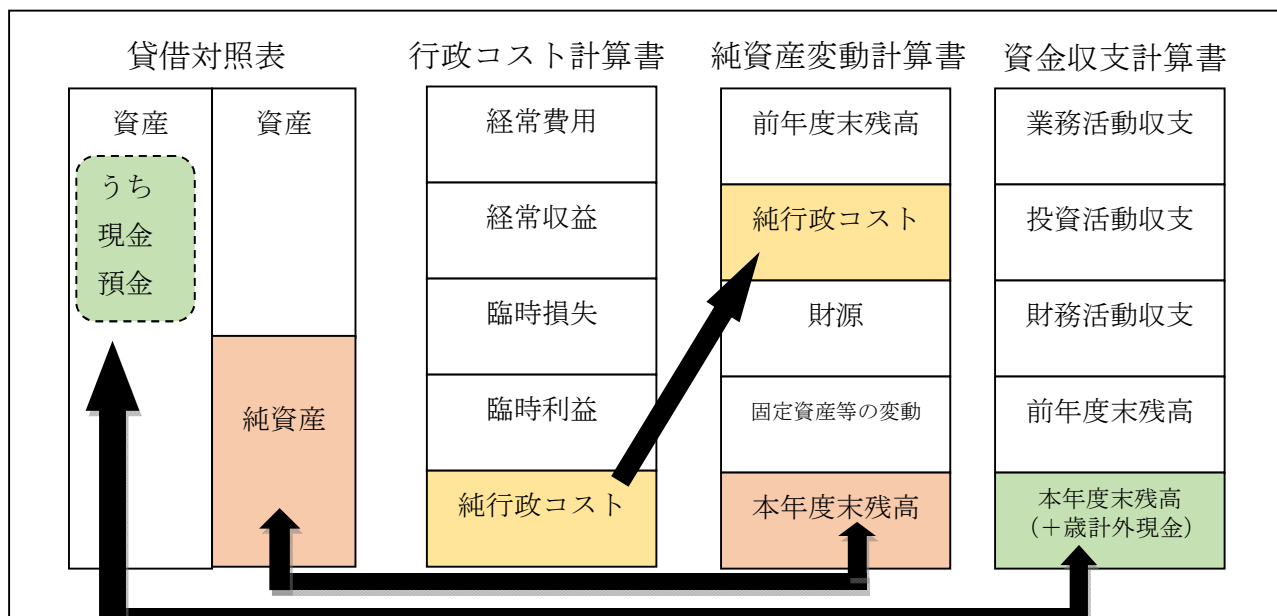 貸借対照表
資産
うち
現金
預金
資産
純資産
行政コスト計算書
経常費用
経常収益
臨時損失
臨時利益
純行政コスト
純資産変動計算書
前年度末残高
純行政コスト
財源
固定資産等の変動
本年度末残高
資金収支計算書
業務活動収支
投資活動収支
財務活動収支
前年度末残高
本年度末残高
（＋歳計外現金）